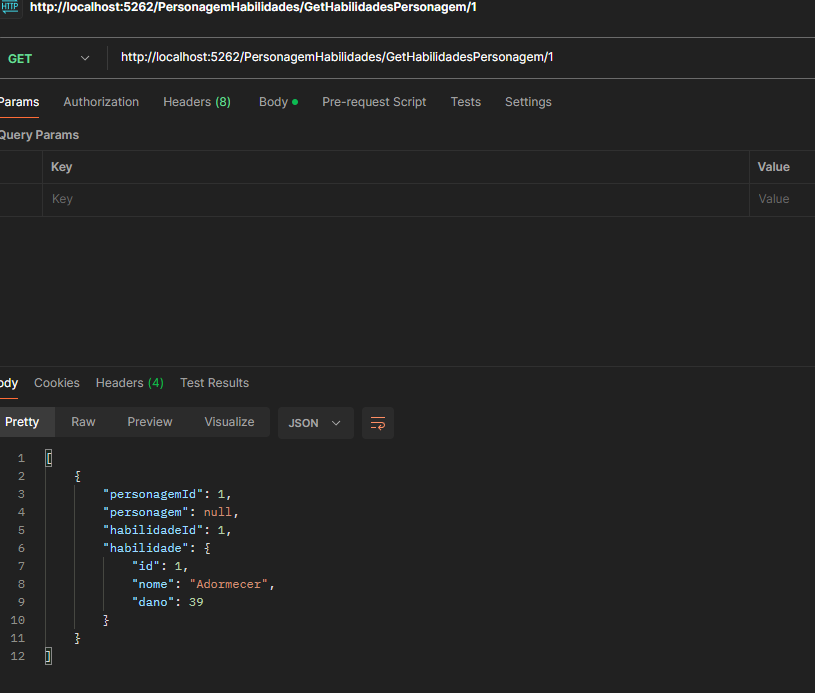 HTTP http://localhost:5262/PersonagemHabilidades/GetHabilidadesPersonagem/1
GET http://localhost:5262/PersonagemHabilidades/GetHabilidadesPersonagem/1
Params Authorization Headers (8) Body Pre-request Script Tests Settings
Query Params
Key Value
Key Value
ody Cookies Headers (4) Test Results
Pretty Raw Preview Visualize JSON
1 [
2 {
3 "personagemId": 1,
4 "personagem": null,
5 "habilidadeId": 1,
6 "habilidade": {
7 "id": 1,
8 "nome": "Adormecer",
9 "dano": 39
10 }
11 }
12 ]